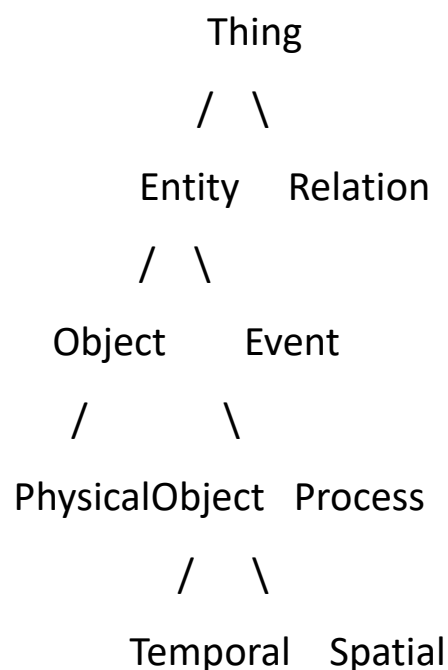 Thing
/ \
Entity Relation
/ \
Object Event
/ \
PhysicalObject Process
/ \
Temporal Spatial